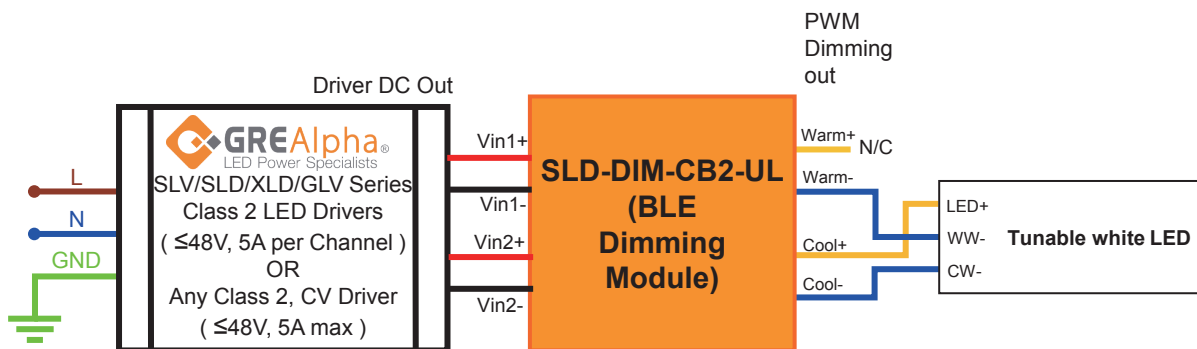 PWM
Dimming
out
Driver DC Out
GREAlpha®
LED Power Specialists
SLV/SLD/XLD/GLV Series
Class 2 LED Drivers
( ≤48V, 5A per Channel )
OR
Any Class 2, CV Driver
( ≤48V, 5A max )
L
N
GND
Vin1+
Vin1-
Vin2+
Vin2-
SLD-DIM-CB2-UL
(BLE
Dimming
Module)
Warm+
N/C
Warm-
Cool+
Cool-
LED+
WW-
CW-
Tunable white LED